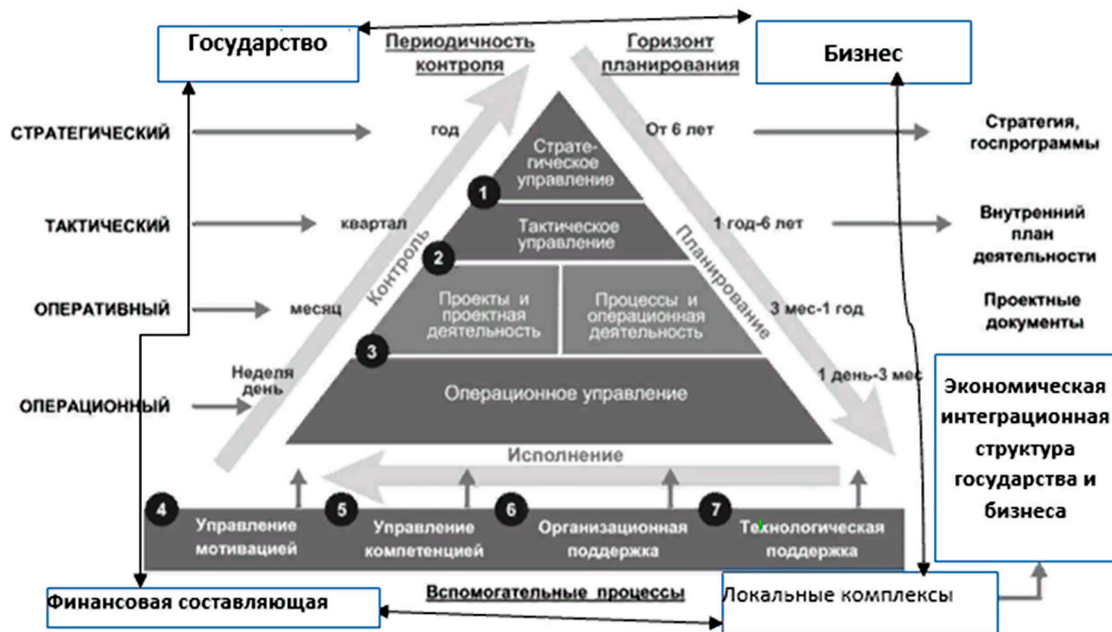 Государство
Периодичность
контроля
Горизонт
планирования
Бизнес
СТРАТЕГИЧЕСКИЙ
год
От 6 лет
Стратегия,
госпрограммы
Страте-
гическое
управление
1
ТАКТИЧЕСКИЙ
квартал
Тактическое
управление
1 год-6 лет
Внутренний
план
деятельности
2
Контроль
Планирование
ОПЕРАТИВНЫЙ
месяц
Проекты и
проектная
деятельность
Процессы и
операционная
деятельность
3 мес-1 год
Проектные
документы
3
Неделя
день
1 день-3 мес
ОПЕРАЦИОННЫЙ
Операционное управление
Экономическая
интеграционная
структура
государства и
бизнеса
Исполнение
4
Управление
мотивацией
5
Управление
компетенцией
6
Организационная
поддержка
7
Технологическая
поддержка
Вспомогательные процессы
Финансовая составляющая
Локальные комплексы